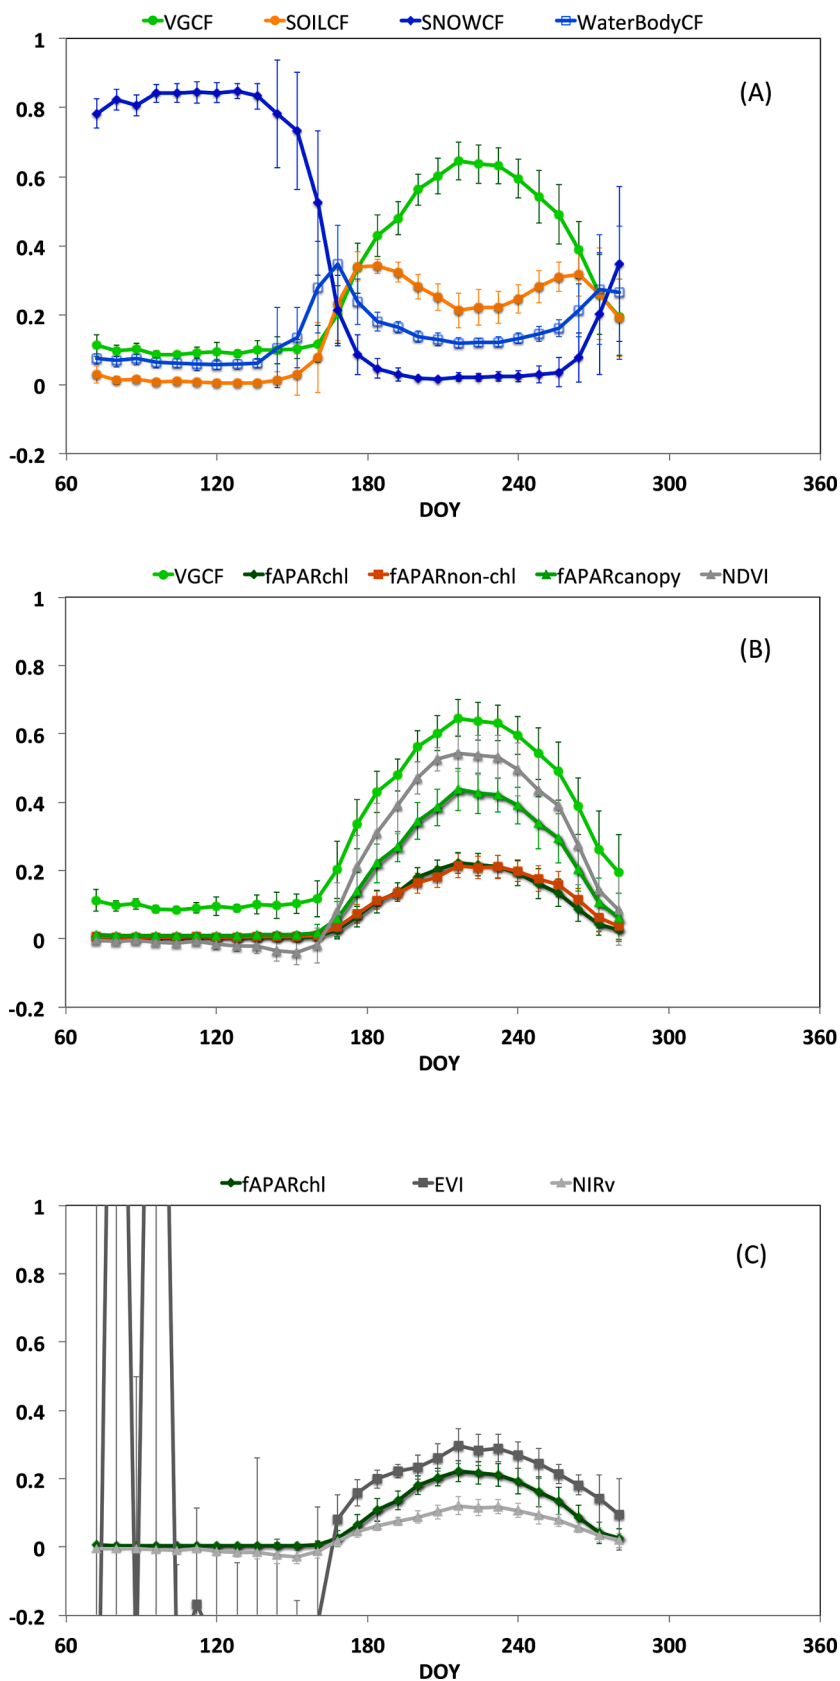 VGCF SOILCF SNOWCF WaterBodyCF
1
(A)
0.8
0.6
0.4
0.2
0
-0.2
60 120 180 240 300 360
DOY
VGCF fAPARchl fAPARnon-chl fAPARcanopy NDVI
1
(B)
0.8
0.6
0.4
0.2
0
-0.2
60 120 180 240 300 360
DOY
fAPARchl EVI NIRv
1
(C)
0.8
0.6
0.4
0.2
0
-0.2
60 120 180 240 300 360
DOY